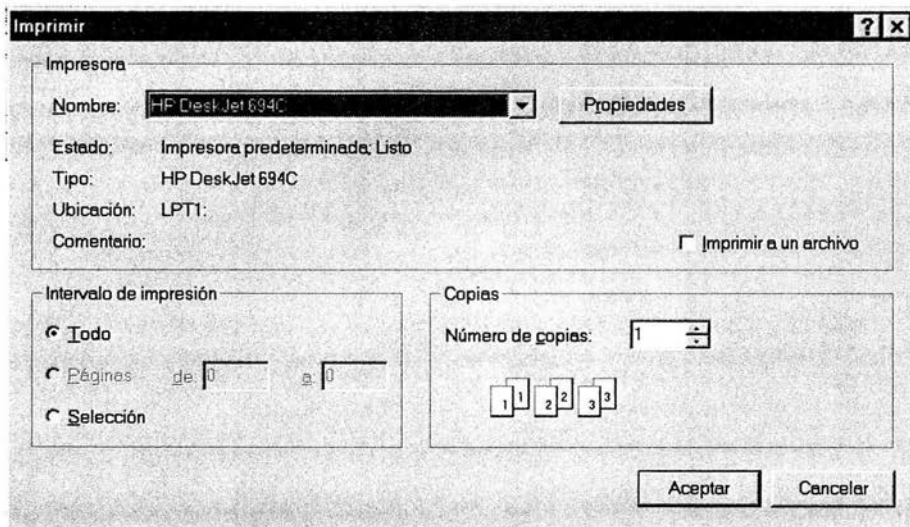 Imprimir ? x
Impresora
Nombre: HP DeskJet 694C Propiedades
Estado: Impresora predeterminada; Listo
Tipo: HP DeskJet 694C
Ubicación: LPT1:
Comentario: Imprimir a un archivo
Intervalo de impresión
Todo
Páginas de: 0 a: 0
Selección
Copias
Número de copias: 1
1 1 2 2 3 3
Aceptar Cancelar